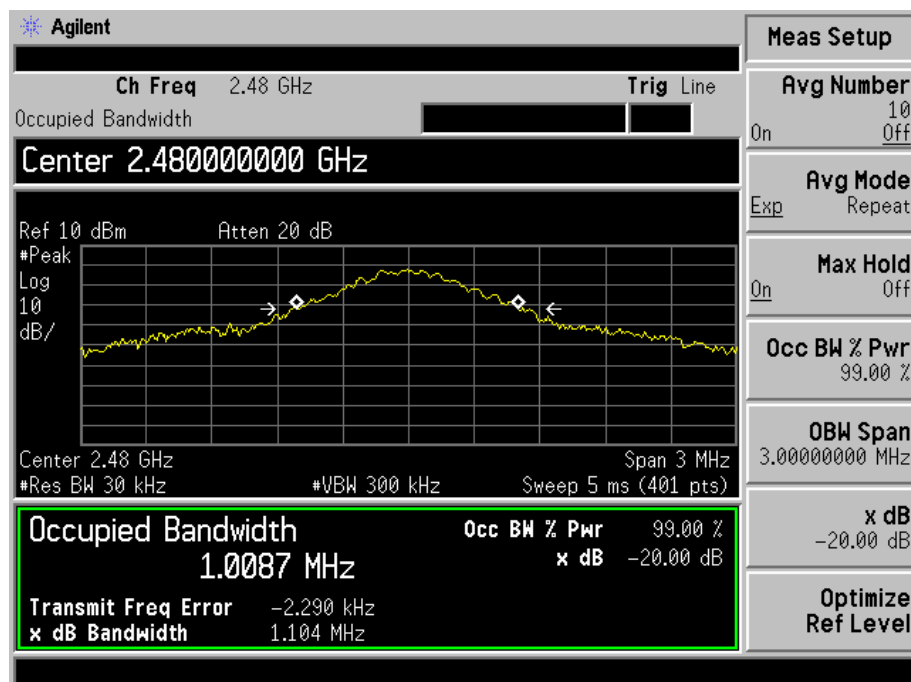 Agilent
Ch Freq 2.48 GHz Trig Line
Occupied Bandwidth
Center 2.480000000 GHz
Ref 10 dBm Atten 20 dB
#Peak
Log
10
dB/
Center 2.48 GHz Span 3 MHz
#Res BW 30 kHz #VBW 300 kHz Sweep 5 ms (401 pts)
Occupied Bandwidth Occ BW % Pwr 99.00 %
1.0087 MHz x dB -20.00 dB
Transmit Freq Error -2.290 kHz
x dB Bandwidth 1.104 MHz
Meas Setup
Avg Number
10
On Off
Avg Mode
Exp Repeat
Max Hold
On Off
Occ BW % Pwr
99.00 %
OBW Span
3.00000000 MHz
x dB
-20.00 dB
Optimize
Ref Level